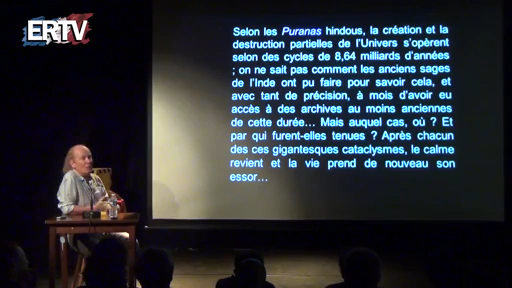 ERTV
Selon les Puranas hindous, la création et la
destruction partielles de l'Univers s'opèrent
selon des cycles de 8,64 milliards d'années
; on ne sait pas comment les anciens sages
de l'Inde ont pu faire pour savoir cela, et
avec tant de précision, à mois d'avoir eu
accès à des archives au moins anciennes
de cette durée... Mais auquel cas, où ? Et
par qui furent-elles tenues ? Après chacun
des ces gigantesques cataclysmes, le calme
revient et la vie prend de nouveau son
essor...